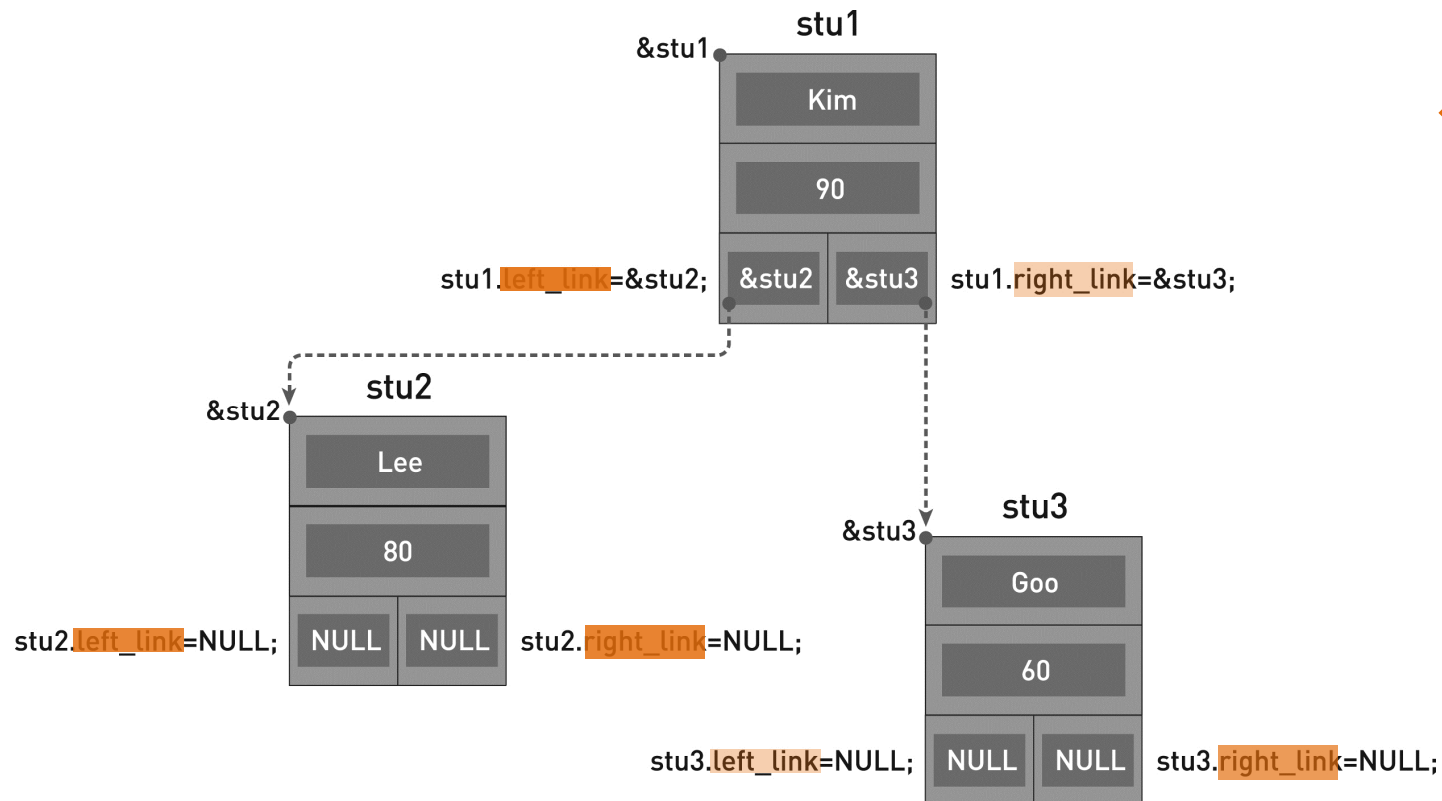 stu1
&stu1
Kim
90
stu1.left_link=&stu2;
&stu2
&stu3
stu1.right_link=&stu3;
stu2
&stu2
Lee
80
stu2.left_link=NULL;
NULL
NULL
stu2.right_link=NULL;
stu3
&stu3
Goo
60
stu3.left_link=NULL;
NULL
NULL
stu3.right_link=NULL;